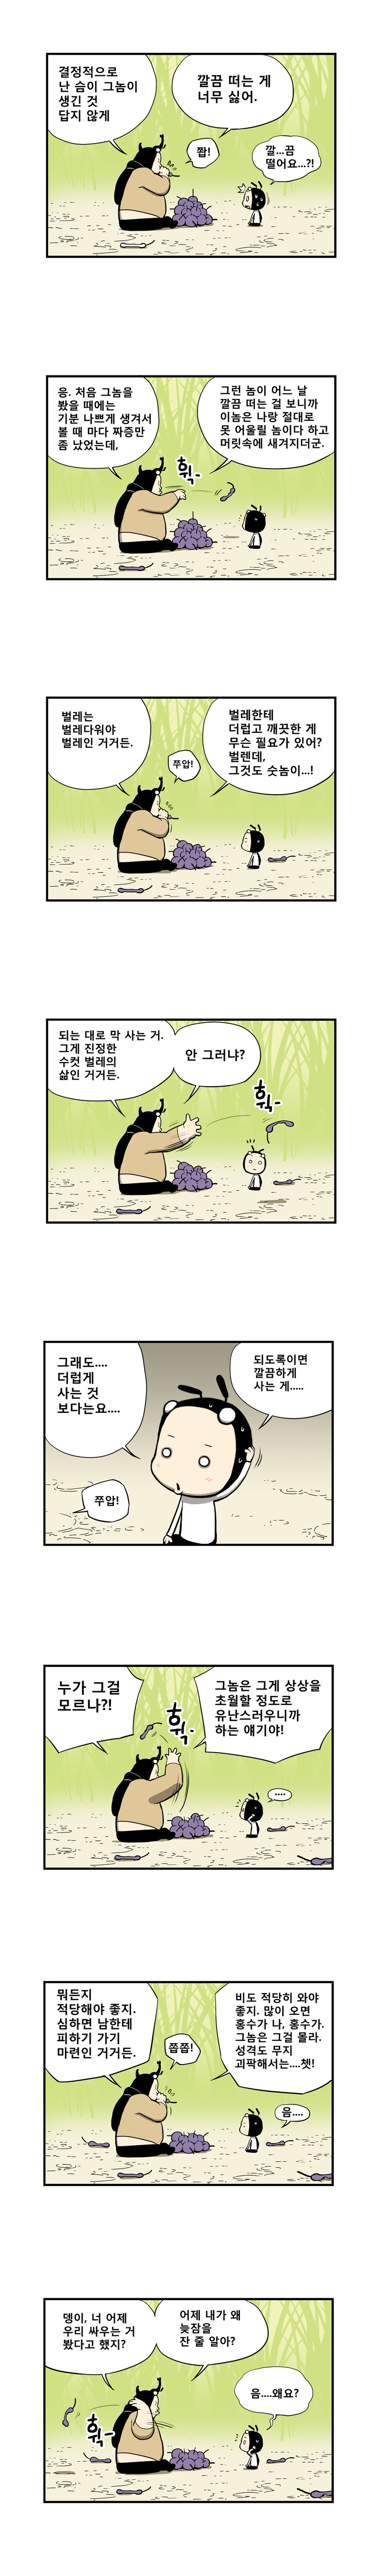 결정적으로
난 슴이 그놈이
생긴 것
답지 않게
깔끔 떠는 게
너무 싫어.
쫩!
깔...끔
떨어요...?!
응. 처음 그놈을
봤을 때에는
기분 나쁘게 생겨서
볼 때 마다 짜증만
좀 났었는데,
그런 놈이 어느 날
깔끔 떠는 걸 보니까
이놈은 나랑 절대로
못 어울릴 놈이다 하고
머릿속에 새겨지더군.
휙-
벌레는
벌레다워야
벌레인 거거든.
벌레한테
더럽고 깨끗한 게
무슨 필요가 있어?
벌렌데,
그것도 숫놈이...!
쭈압!
되는 대로 막 사는 거.
그게 진정한
수컷 벌레의
삶인 거거든.
안 그러냐?
휙-
그래도....
더럽게
사는 것
보다는요....
되도록이면
깔끔하게
사는 게.....
쭈압!
누가 그걸
모르나?!
그놈은 그게 상상을
초월할 정도로
유난스러우니까
하는 얘기야!
휙-
....
뭐든지
적당해야 좋지.
심하면 남한테
피하기 가기
마련인 거거든.
비도 적당히 와야
좋지. 많이 오면
홍수가 나, 홍수가.
그놈은 그걸 몰라.
성격도 무지
괴팍해서는....쳇!
쫍쫍!
음....
뎅이, 너 어제
우리 싸우는 거
봤다고 했지?
어제 내가 왜
늦잠을
잔 줄 알아?
휙-
음....왜요?